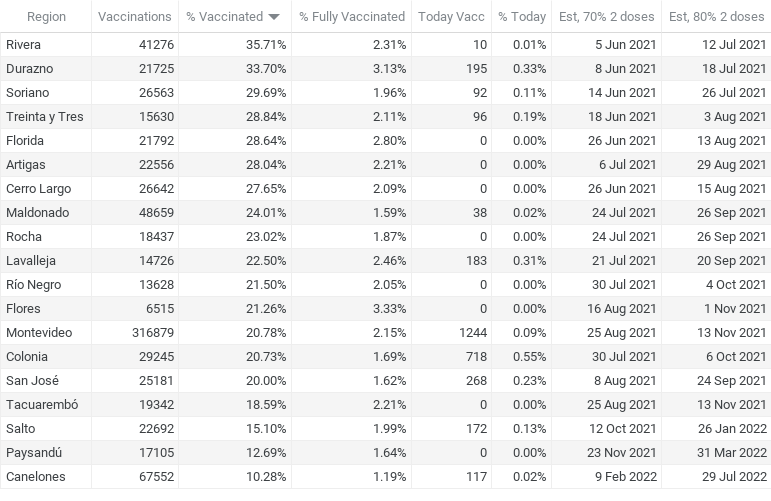 Region Vaccinations % Vaccinated % Fully Vaccinated Today Vacc % Today Est, 70% 2 doses Est, 80% 2 doses
Rivera 41276 35.71% 2.31% 10 0.01% 5 Jun 2021 12 Jul 2021
Durazno 21725 33.70% 3.13% 195 0.33% 8 Jun 2021 18 Jul 2021
Soriano 26563 29.69% 1.96% 92 0.11% 14 Jun 2021 26 Jul 2021
Treinta y Tres 15630 28.84% 2.11% 96 0.19% 18 Jun 2021 3 Aug 2021
Florida 21792 28.64% 2.80% 0 0.00% 26 Jun 2021 13 Aug 2021
Artigas 22556 28.04% 2.21% 0 0.00% 6 Jul 2021 29 Aug 2021
Cerro Largo 26642 27.65% 2.09% 0 0.00% 26 Jun 2021 15 Aug 2021
Maldonado 48659 24.01% 1.59% 38 0.02% 24 Jul 2021 26 Sep 2021
Rocha 18437 23.02% 1.87% 0 0.00% 24 Jul 2021 26 Sep 2021
Lavalleja 14726 22.50% 2.46% 183 0.31% 21 Jul 2021 20 Sep 2021
Río Negro 13628 21.50% 2.05% 0 0.00% 30 Jul 2021 4 Oct 2021
Flores 6515 21.26% 3.33% 0 0.00% 16 Aug 2021 1 Nov 2021
Montevideo 316879 20.78% 2.15% 1244 0.09% 25 Aug 2021 13 Nov 2021
Colonia 29245 20.73% 1.69% 718 0.55% 30 Jul 2021 6 Oct 2021
San José 25181 20.00% 1.62% 268 0.23% 8 Aug 2021 24 Sep 2021
Tacuarembó 19342 18.59% 2.21% 0 0.00% 25 Aug 2021 13 Nov 2021
Salto 22692 15.10% 1.99% 172 0.13% 12 Oct 2021 26 Jan 2022
Paysandú 17105 12.69% 1.64% 0 0.00% 23 Nov 2021 31 Mar 2022
Canelones 67552 10.28% 1.19% 117 0.02% 9 Feb 2022 29 Jul 2022